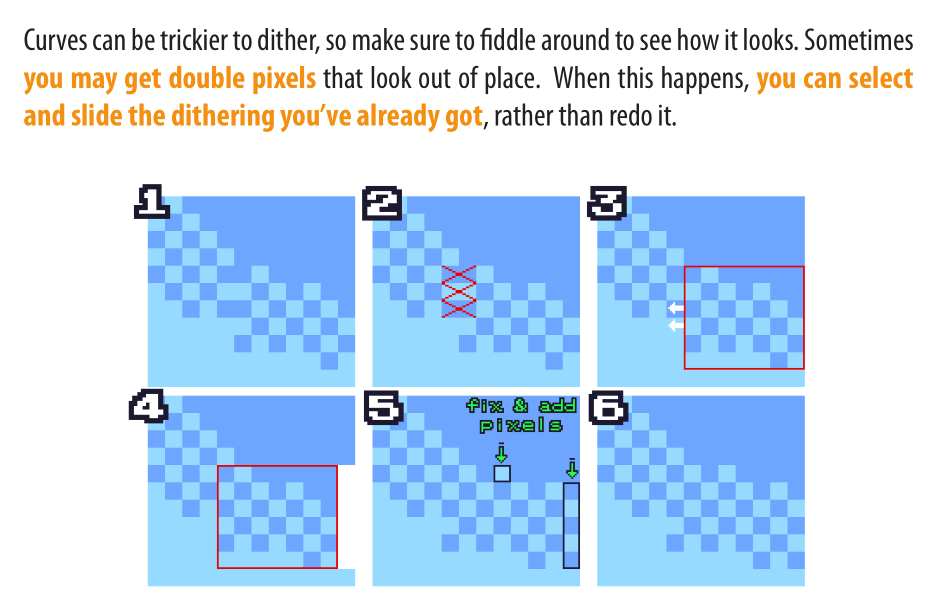 Curves can be trickier to dither, so make sure to fiddle around to see how it looks. Sometimes
you may get double pixels that look out of place.  When this happens, you can select
and slide the dithering you've already got, rather than redo it.
1 2 3
4 5 fix & add 6
pixels